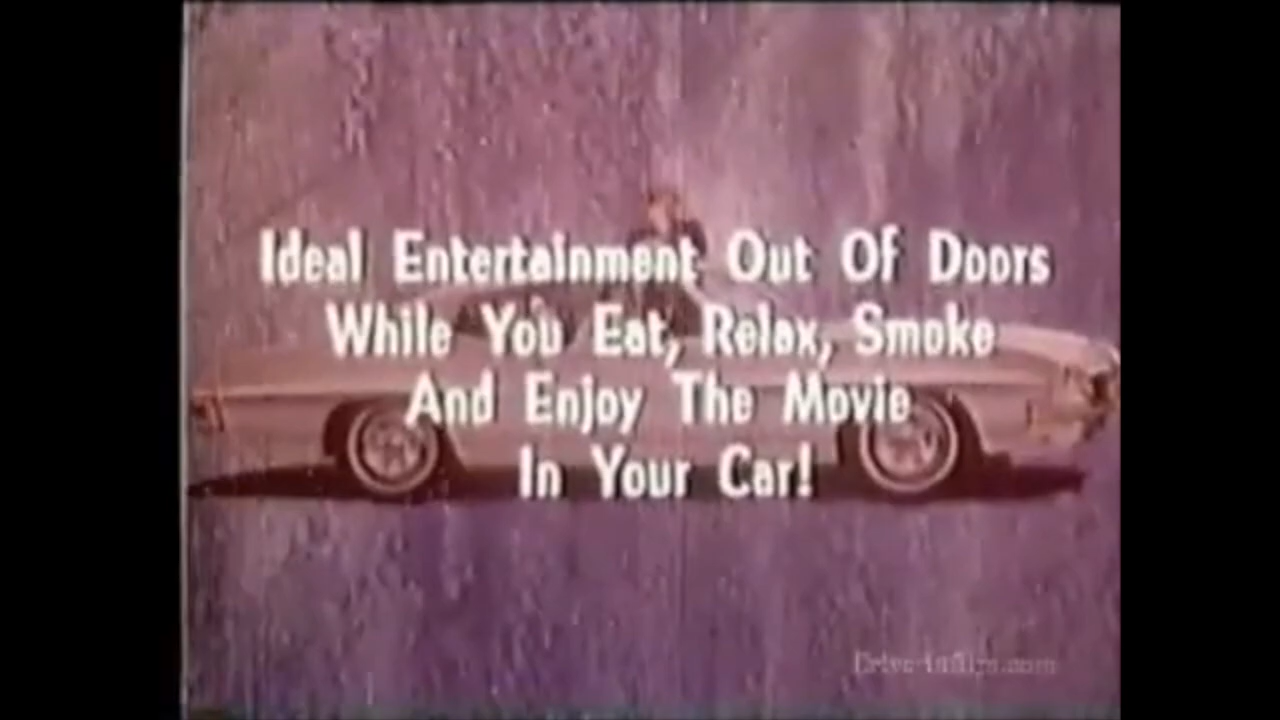 Ideal Entertainment Out Of Doors
While You Eat, Relax, Smoke
And Enjoy The Movie
In Your Car!